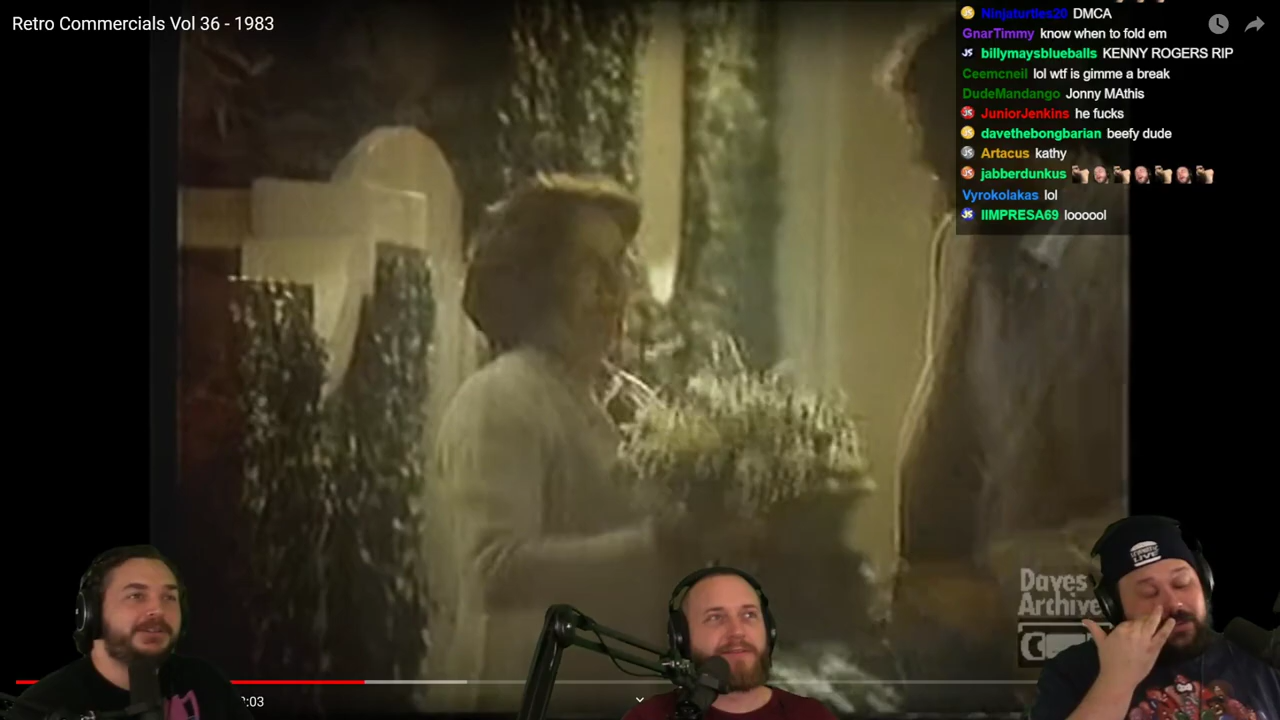 Retro Commercials Vol 36 - 1983
Ninjaturtles20 DMCA
GnarTimmy know when to fold em
billymaysblueballs KENNY ROGERS RIP
Ceemcneil lol wtf is gimme a break
DudeMandango Jonny MAthis
JuniorJenkins he fucks
davethebongbarian beefy dude
Artacus kathy
jabberdunkus
Vyrokolakas lol
IIMPRESA69 loooool
Daves
Archive
LIVE
:03